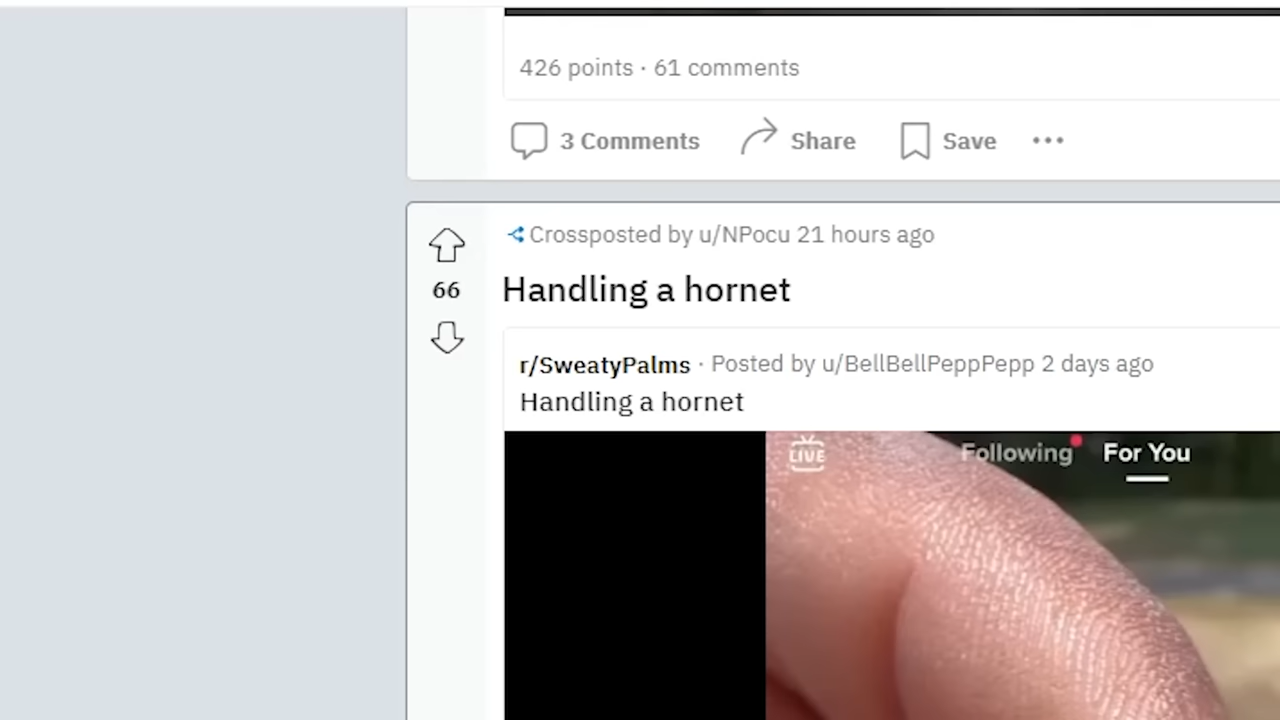 426 points · 61 comments
3 Comments Share Save
Crossposted by u/NPocu 21 hours ago
66
Handling a hornet
r/SweatyPalms · Posted by u/BellBellPeppPepp 2 days ago
Handling a hornet
LIVE Following For You